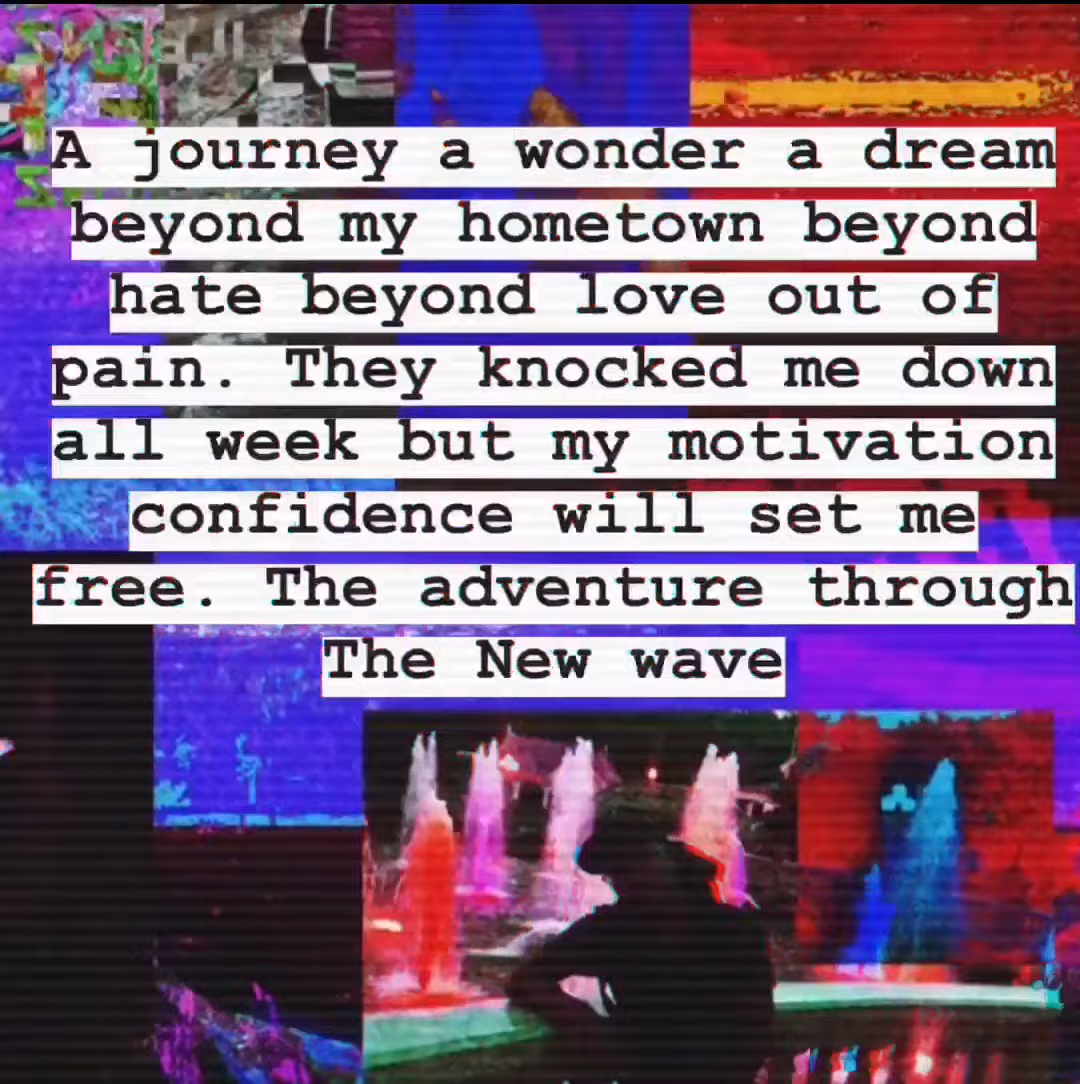 A journey a wonder a dream
beyond my hometown beyond
hate beyond love out of
pain. They knocked me down
all week but my motivation
confidence will set me
free. The adventure through
The New wave